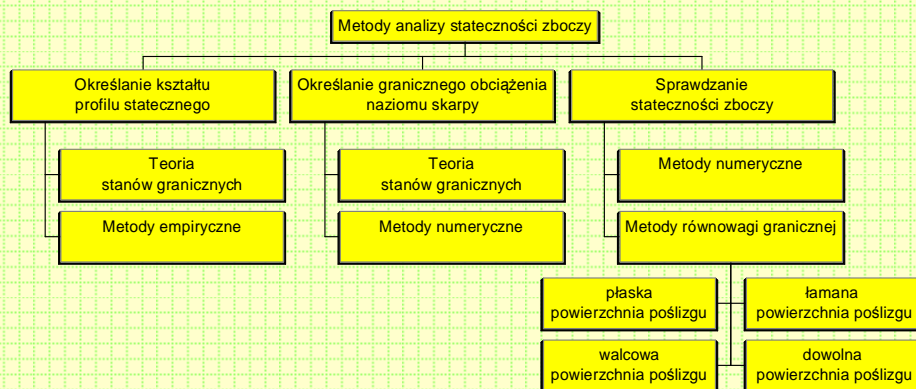 Metody analizy stateczności zboczy
Określanie kształtu
profilu statecznego
Określanie granicznego obciążenia
naziomu skarpy
Sprawdzanie
stateczności zboczy
Teoria
stanów granicznych
Teoria
stanów granicznych
Metody numeryczne
Metody empiryczne
Metody numeryczne
Metody równowagi granicznej
płaska
powierzchnia poślizgu
łamana
powierzchnia poślizgu
walcowa
powierzchnia poślizgu
dowolna
powierzchnia poślizgu